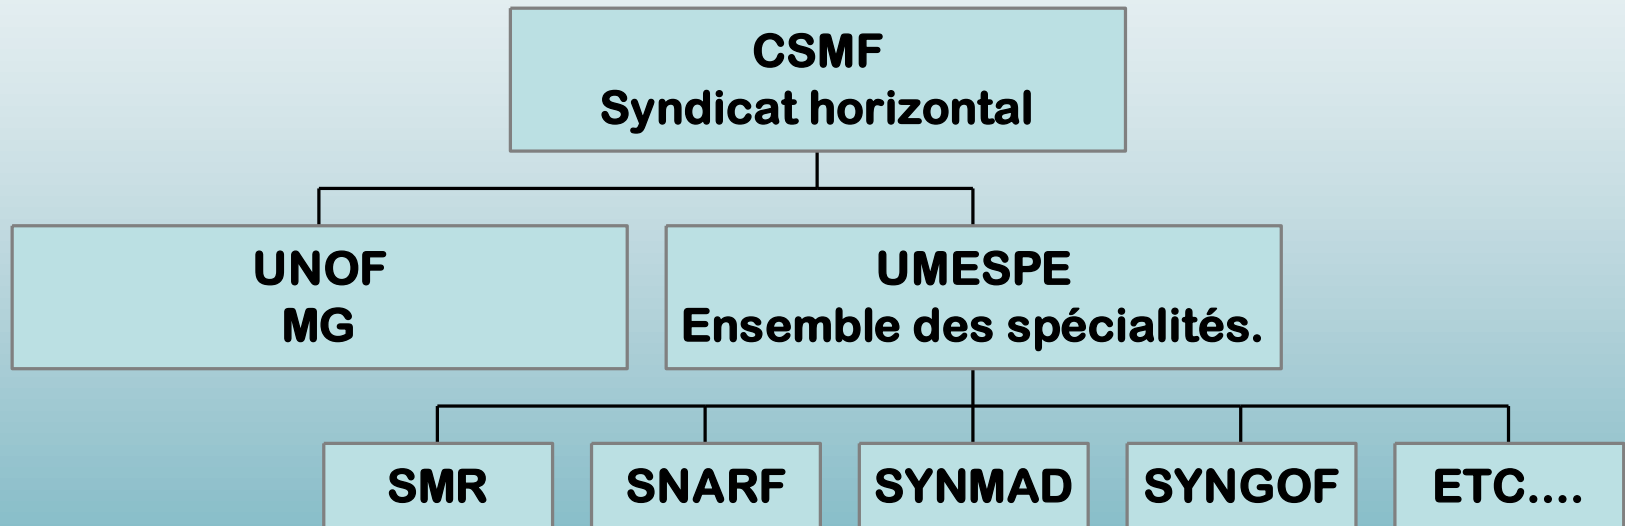 CSMF
Syndicat horizontal
UNOF
MG
UMESPE
Ensemble des spécialités.
SMR
SNARF
SYNMAD
SYNGOF
ETC....